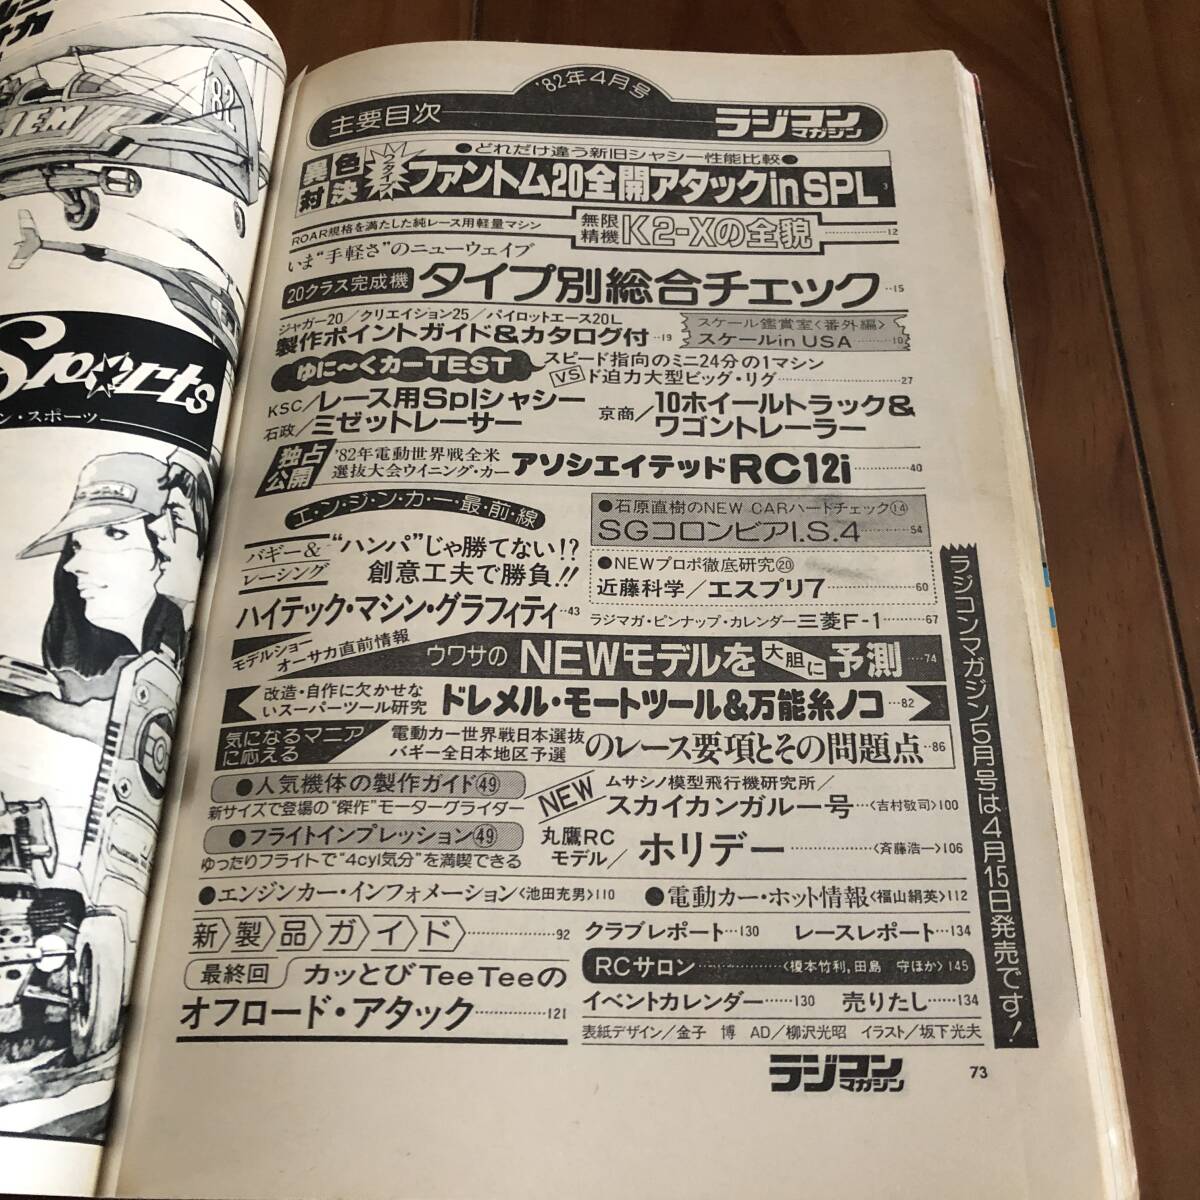 82
IEM
Sports
ン・スポーツ
'82年4月号
主要目次
ラジコン
マガジン
●どれだけ違う新旧シャシー性能比較●
異色
対決
2タイプ
ファントム20全開アタックin SPL 3
ROAR規格を満たした純レース用軽量マシン
無限
精機
K2-Xの全貌 12
いま“手軽さ”のニューウェイブ
20クラス完成機
タイプ別総合チェック 15
ジャガー20/クリエイション25/パイロットエース20L
製作ポイントガイド&カタログ付 19
スケール鑑賞室〈番外編〉
スケールin USA 10
ゆに〜くカーTEST
スピード指向のミニ24分の1マシン
VS
ド迫力大型ビッグ・リグ 27
KSC/レース用Splシャシー
石政/ミゼットレーサー
京商/10ホイールトラック&
ワゴントレーラー
独占
公開
'82年電動世界戦全米
選抜大会ウイニング・カー
アソシエイテッドRC12i 40
エ・ン・ジ・ン・カ・ー・最・前・線
バギー&
レーシング
“ハンパ”じゃ勝てない!?
創意工夫で勝負!!
ハイテック・マシン・グラフィティ 43
●石原直樹のNEW CARハードチェック⑭
SGコロンビアI.S.4 54
●NEWプロポ徹底研究⑳
近藤科学/エスプリ7 60
ラジマガ・ピンナップ・カレンダー三菱F-1 67
モデルショー
オーサカ直前情報
ウワサのNEWモデルを大胆に予測 74
改造・自作に欠かせな
いスーパーツール研究
ドレメル・モートツール&万能糸ノコ 82
気になるマニア
に応える
電動カー世界戦日本選抜
バギー全日本地区予選
のレース要項とその問題点 86
●人気機体の製作ガイド㊾
新サイズで登場の“傑作”モーターグライダー
NEW
ムサシノ模型飛行機研究所/
スカイカンガルー号 〈吉村敬司〉100
●フライトインプレッション㊾
ゆったりフライトで“4cyl気分”を満喫できる
丸鷹RC
モデル/
ホリデー 〈斉藤浩一〉106
●エンジンカー・インフォメーション〈池田充男〉110
●電動カー・ホット情報〈福山絹英〉112
新製品ガイド 92
クラブレポート 130
レースレポート 134
最終回
カッとびTeeTeeの
オフロード・アタック 121
RCサロン 〈榎本竹利,田島 守ほか〉145
イベントカレンダー 130
売りたし 134
表紙デザイン/金子 博 AD/柳沢光昭 イラスト/坂下光夫
ラジコンマガジン5月号は4月15日発売です!
ラジコン
マガジン
73